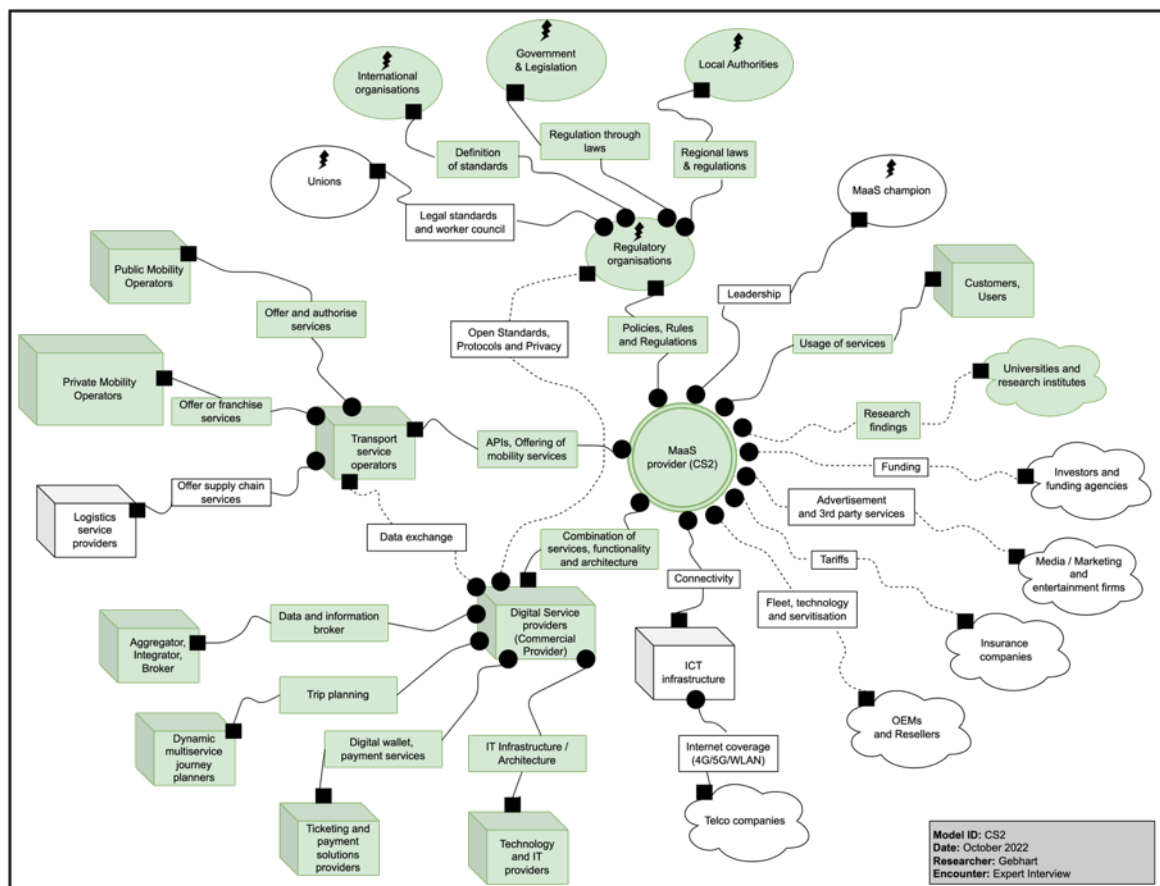 International
organisations
Government
& Legislation
Local Authorities
Definition
of standards
Regulation through
laws
Regional laws
& regulations
Unions
MaaS champion
Legal standards
and worker council
Regulatory
organisations
Public Mobility
Operators
Customers,
Users
Leadership
Offer and authorise
services
Open Standards,
Protocols and Privacy
Policies, Rules
and Regulations
Usage of services
Private Mobility
Operators
Universities and
research institutes
Offer or franchise
services
Research
findings
Transport
service
operators
APIs, Offering of
mobility services
MaaS
provider (CS2)
Funding
Investors and
funding agencies
Offer supply chain
services
Logistics
service
providers
Advertisement
and 3rd party services
Data exchange
Combination of
services, functionality
and architecture
Tariffs
Media / Marketing
and
entertainment firms
Connectivity
Fleet, technology
and servitisation
Data and information
broker
Digital Service
providers
(Commercial
Provider)
Aggregator,
Integrator,
Broker
Insurance
companies
ICT
infrastructure
Trip planning
OEMs
and Resellers
Dynamic
multiservice
journey
planners
Digital wallet,
payment services
IT Infrastructure /
Architecture
Internet coverage
(4G/5G/WLAN)
Telco companies
Ticketing and
payment
solutions
providers
Technology
and IT
providers
Model ID: CS2
Date: October 2022
Researcher: Gebhart
Encounter: Expert Interview